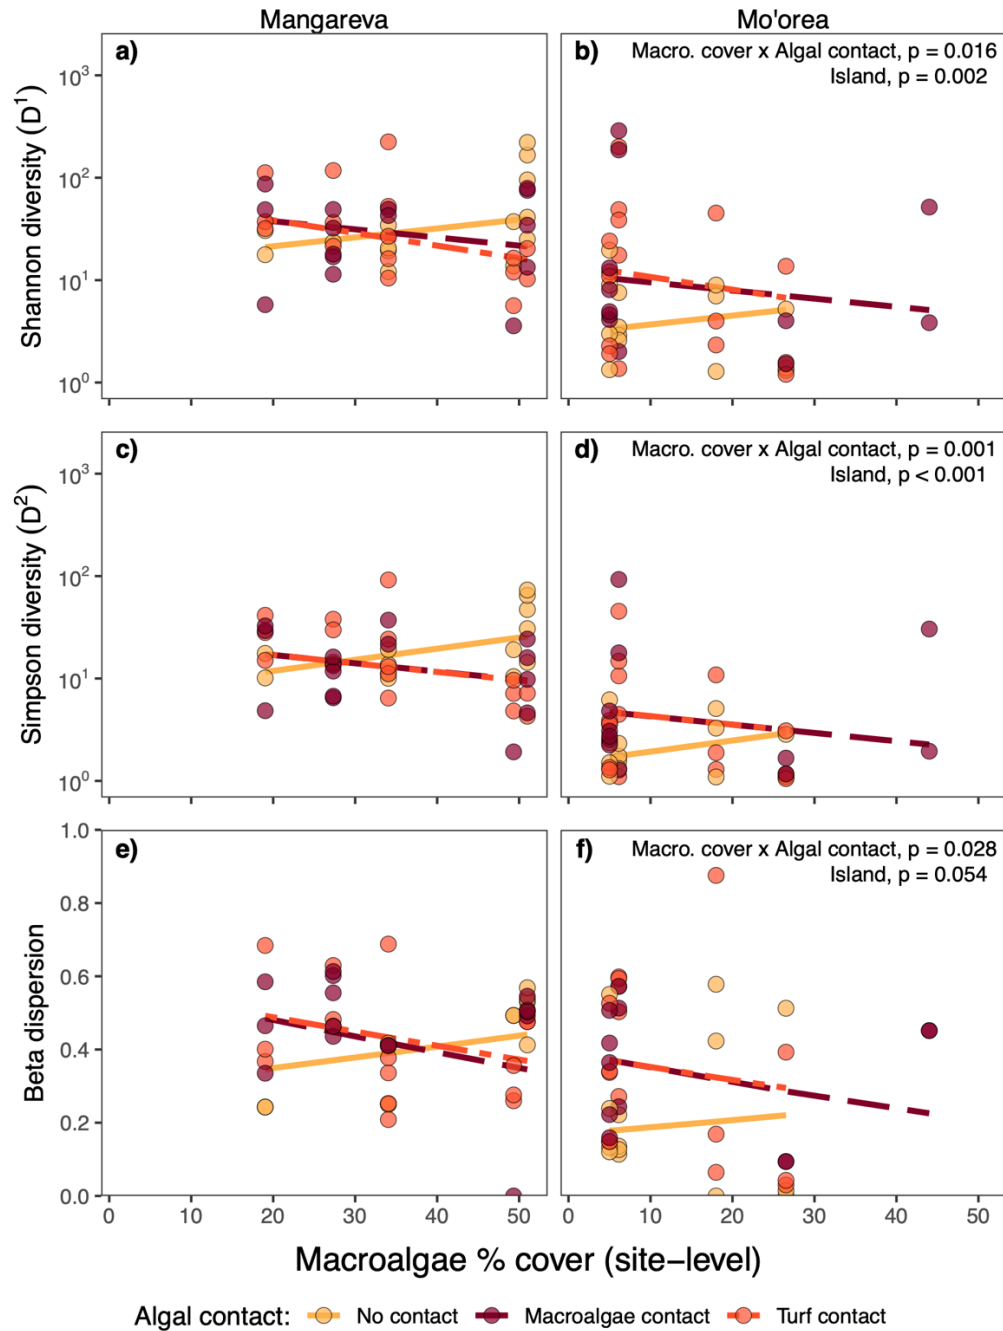 Mangareva
Mo'orea
a)
b)
Macro. cover x Algal contact, p = 0.016
Island, p = 0.002
Shannon diversity (D¹)
10³
10²
10¹
10⁰
c)
d)
Macro. cover x Algal contact, p = 0.001
Island, p < 0.001
Simpson diversity (D²)
10³
10²
10¹
10⁰
e)
f)
Macro. cover x Algal contact, p = 0.028
Island, p = 0.054
Beta dispersion
1.0
0.8
0.6
0.4
0.2
0.0
0 10 20 30 40 50
0 10 20 30 40 50
Macroalgae % cover (site−level)
Algal contact: No contact Macroalgae contact Turf contact